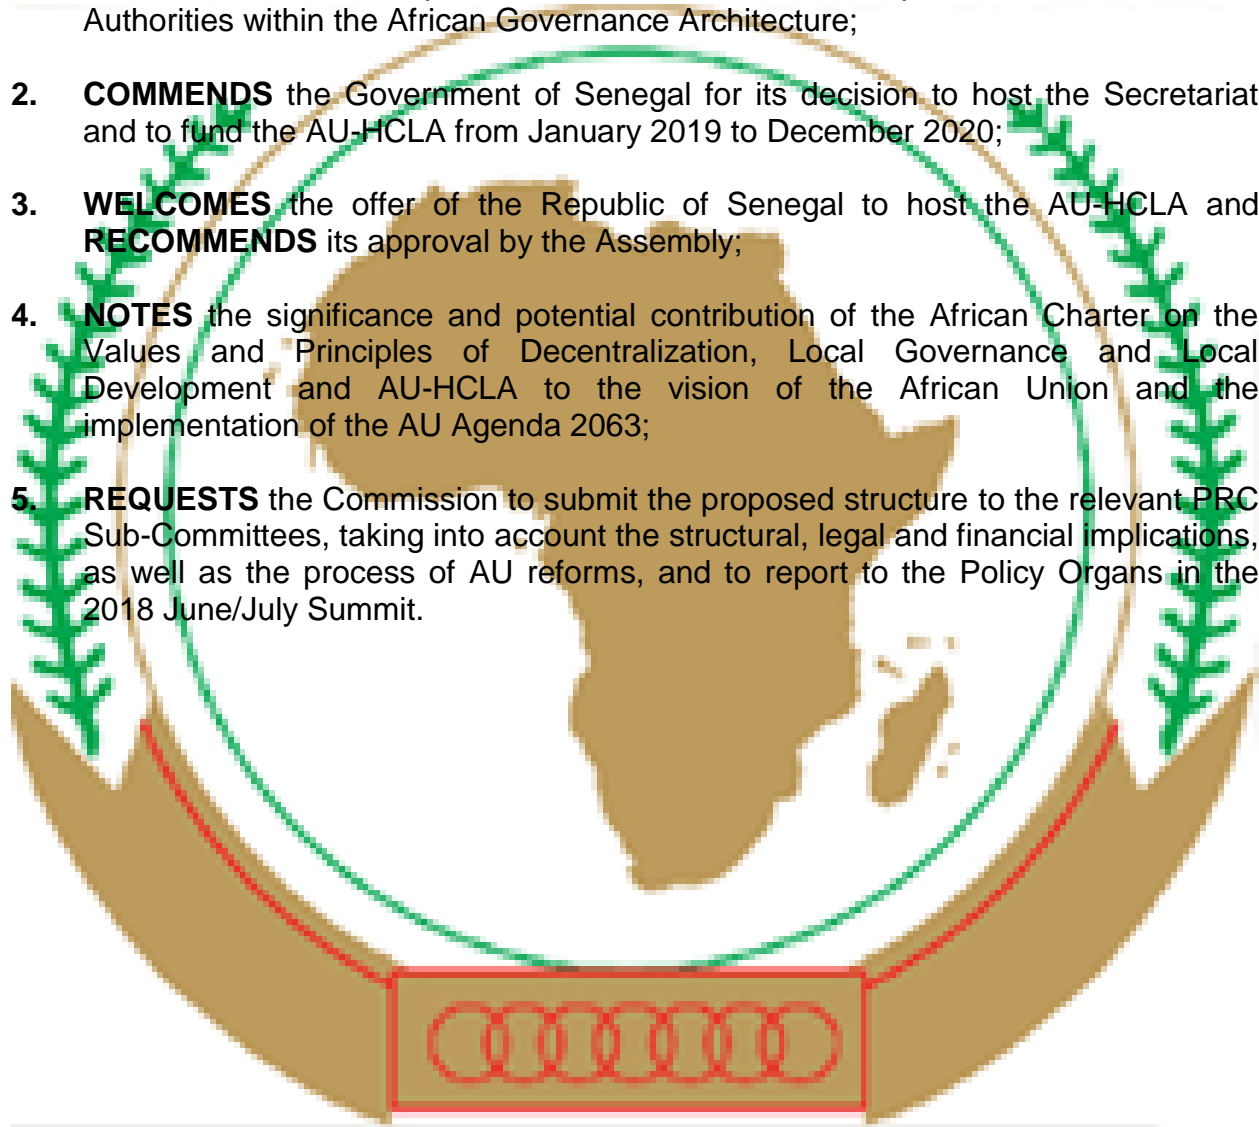 Authorities within the African Governance Architecture;
2. COMMENDS the Government of Senegal for its decision to host the Secretariat
and to fund the AU-HCLA from January 2019 to December 2020;
3. WELCOMES the offer of the Republic of Senegal to host the AU-HCLA and
RECOMMENDS its approval by the Assembly;
4. NOTES the significance and potential contribution of the African Charter on the
Values and Principles of Decentralization, Local Governance and Local
Development and AU-HCLA to the vision of the African Union and the
implementation of the AU Agenda 2063;
5. REQUESTS the Commission to submit the proposed structure to the relevant PRC
Sub-Committees, taking into account the structural, legal and financial implications,
as well as the process of AU reforms, and to report to the Policy Organs in the
2018 June/July Summit.